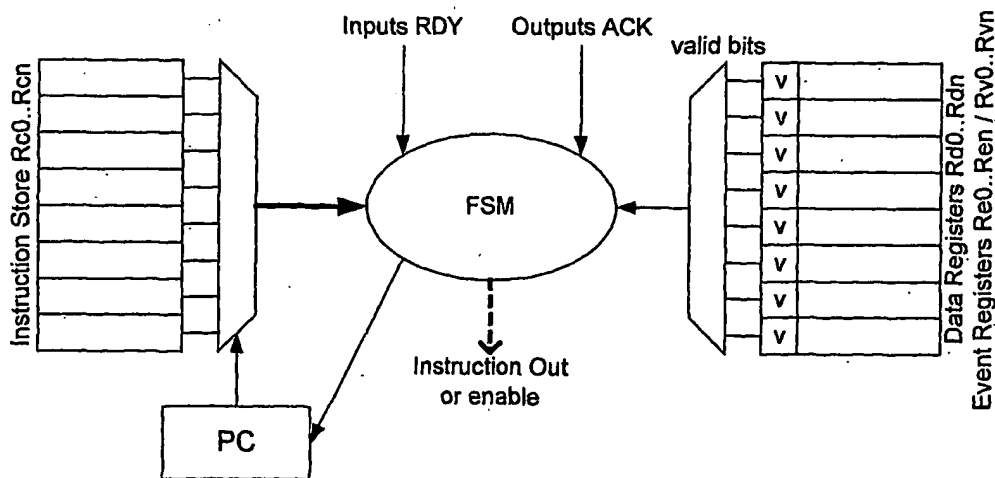 Inputs RDY
Outputs ACK
valid bits
Instruction Store Rc0..Rcn
FSM
v
v
v
v
v
v
v
v
Data Registers Rd0..Rdn
Event Registers Re0..Ren / Rv0..Rvn
Instruction Out
or enable
PC